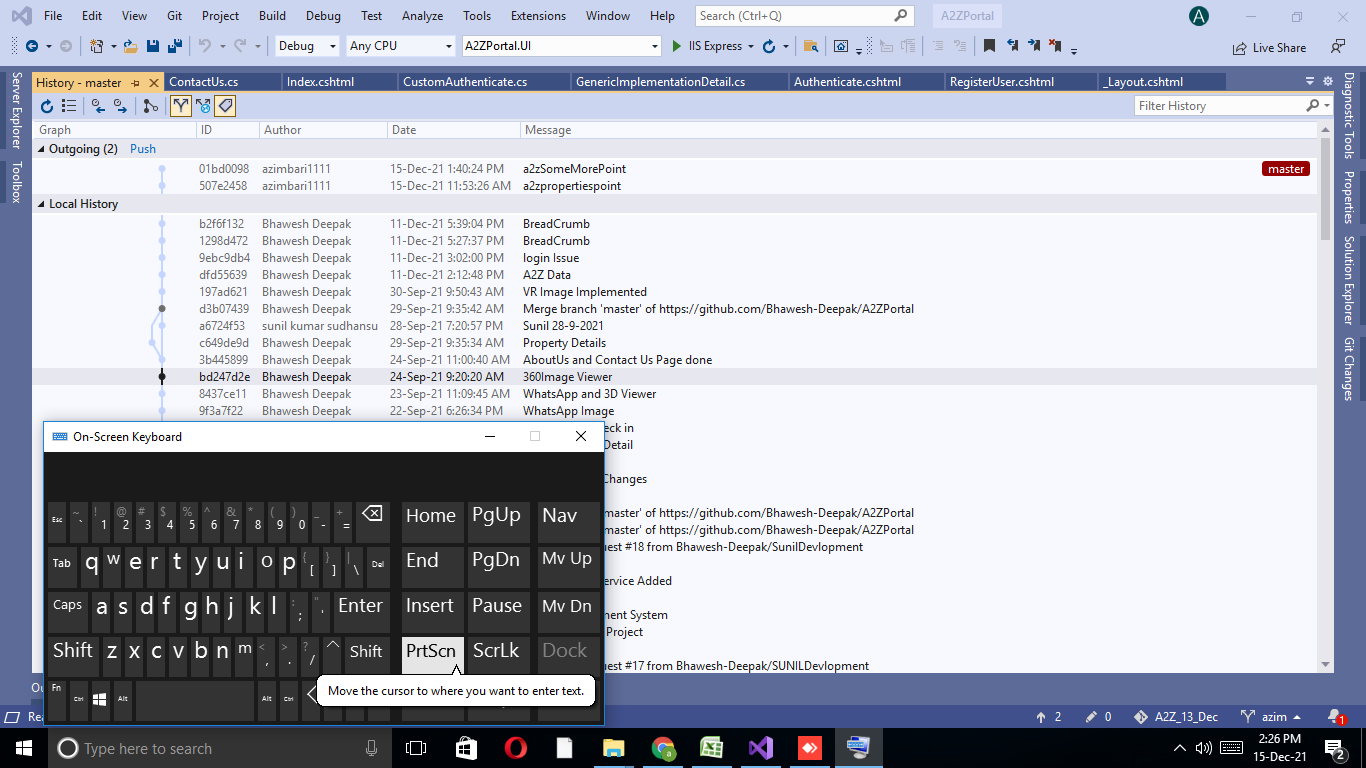 File Edit View Git Project Build Debug Test Analyze Tools Extensions Window Help Search (Ctrl+Q) A2ZPortal A
Debug Any CPU A2ZPortal.UI IIS Express Live Share
Server Explorer
Toolbox
History - master ContactUs.cs Index.cshtml CustomAuthenticate.cs GenericImplementationDetail.cs Authenticate.cshtml RegisterUser.cshtml _Layout.cshtml
Filter History
Graph ID Author Date Message
Outgoing (2) Push
01bd0098 azimbari1111 15-Dec-21 1:40:24 PM a2zSomeMorePoint master
507e2458 azimbari1111 15-Dec-21 11:53:26 AM a2zpropertiespoint
Local History
b2f6f132 Bhawesh Deepak 11-Dec-21 5:39:04 PM BreadCrumb
1298d472 Bhawesh Deepak 11-Dec-21 5:27:37 PM BreadCrumb
9ebc9db4 Bhawesh Deepak 11-Dec-21 3:02:00 PM login Issue
dfd55639 Bhawesh Deepak 11-Dec-21 2:12:48 PM A2Z Data
197ad621 Bhawesh Deepak 30-Sep-21 9:50:43 AM VR Image Implemented
d3b07439 Bhawesh Deepak 29-Sep-21 9:35:42 AM Merge branch 'master' of https://github.com/Bhawesh-Deepak/A2ZPortal
a6724f53 sunil kumar sudhansu 28-Sep-21 7:20:57 PM Sunil 28-9-2021
c649de9d Bhawesh Deepak 29-Sep-21 9:35:34 AM Property Details
3b445899 Bhawesh Deepak 24-Sep-21 11:00:40 AM AboutUs and Contact Us Page done
bd247d2e Bhawesh Deepak 24-Sep-21 9:20:20 AM 360Image Viewer
8437ce11 Bhawesh Deepak 23-Sep-21 11:09:45 AM WhatsApp and 3D Viewer
9f3a7f22 Bhawesh Deepak 22-Sep-21 6:26:34 PM WhatsApp Image
eck in
Detail
Changes
master' of https://github.com/Bhawesh-Deepak/A2ZPortal
master' of https://github.com/Bhawesh-Deepak/A2ZPortal
uest #18 from Bhawesh-Deepak/SunilDevlopment
ervice Added
ment System
Project
uest #17 from Bhawesh-Deepak/SUNILDevlopment
Diagnostic Tools
Properties
Solution Explorer
Git Changes
On-Screen Keyboard
Esc ~ ` ! 1 @ 2 # 3 $ 4 % 5 ^ 6 & 7 * 8 ( 9 ) 0 _ - + = Home PgUp Nav
Tab q w e r t y u i o p { [ } ] | \ Del End PgDn Mv Up
Caps a s d f g h j k l : ; " ' Enter Insert Pause Mv Dn
Shift z x c v b n m < , > . ? / Shift PrtScn ScrLk Dock
Fn Ctrl Alt Alt Ctrl
Move the cursor to where you want to enter text.
Ou
Rea 2 0 A2Z_13_Dec azim 1
Type here to search
2:26 PM
15-Dec-21 2